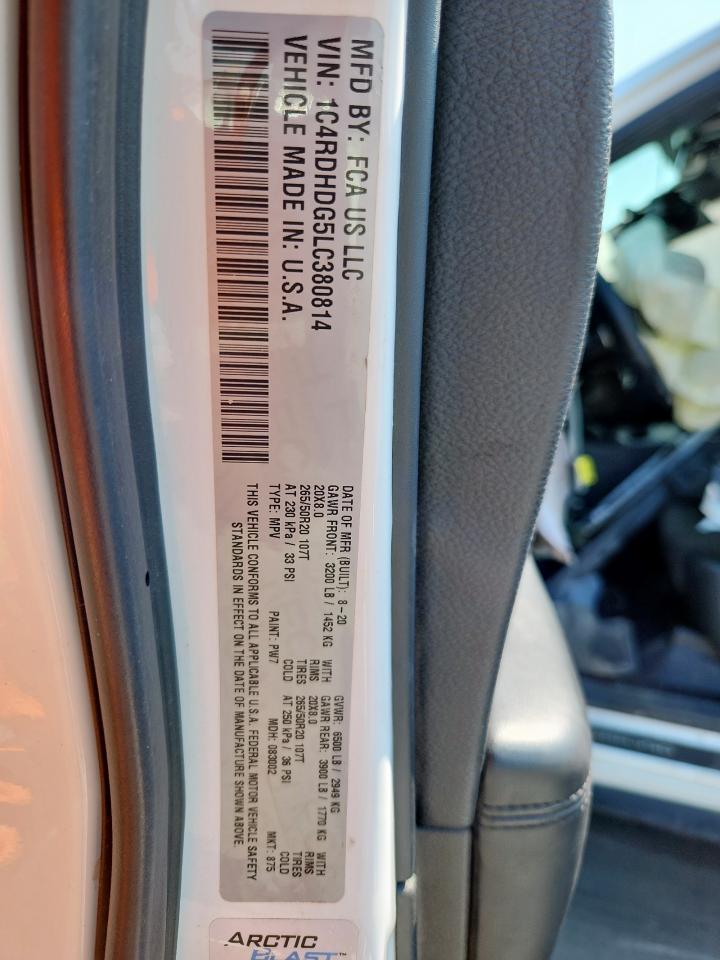 MFD BY: FCA US LLC
VIN: 1C4RDHDG5LC380814
VEHICLE MADE IN: U.S.A.
DATE OF MFR (BUILT): 8-20 GVWR: 6500 LB / 2949 KG
GAWR FRONT: 3200 LB / 1452 KG WITH GAWR REAR: 3900 LB / 1770 KG WITH
20X8.0 RIMS 20X8.0 RIMS
265/50R20 107T TIRES 265/50R20 107T TIRES
AT 230 kPa / 33 PSI COLD AT 250 kPa / 36 PSI COLD
TYPE: MPV PAINT: PW7 MDH: 083002 MKT: 875
THIS VEHICLE CONFORMS TO ALL APPLICABLE U.S.A. FEDERAL MOTOR VEHICLE SAFETY
STANDARDS IN EFFECT ON THE DATE OF MANUFACTURE SHOWN ABOVE.
ARCTIC
BLAST™